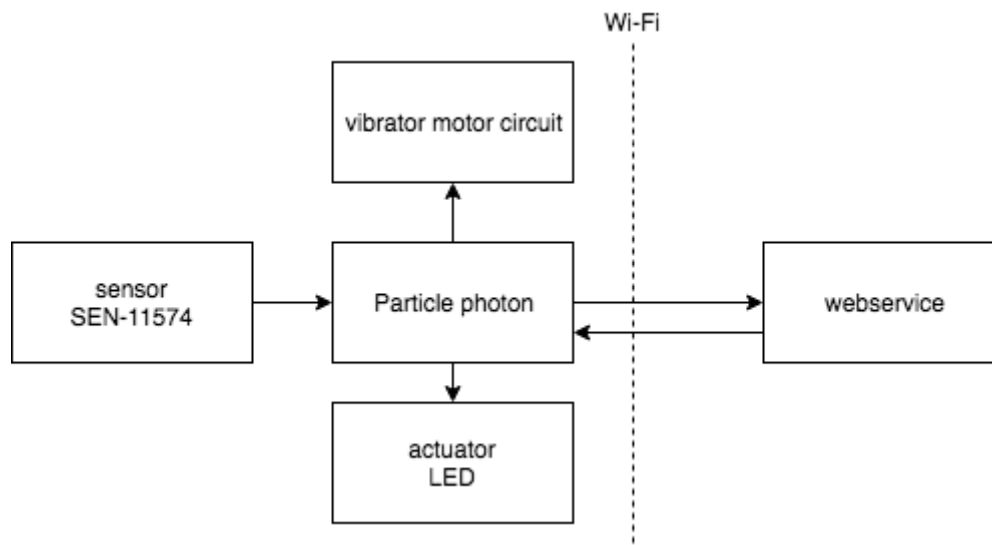 Wi-Fi
vibrator motor circuit
sensor
SEN-11574
Particle photon
webservice
actuator
LED